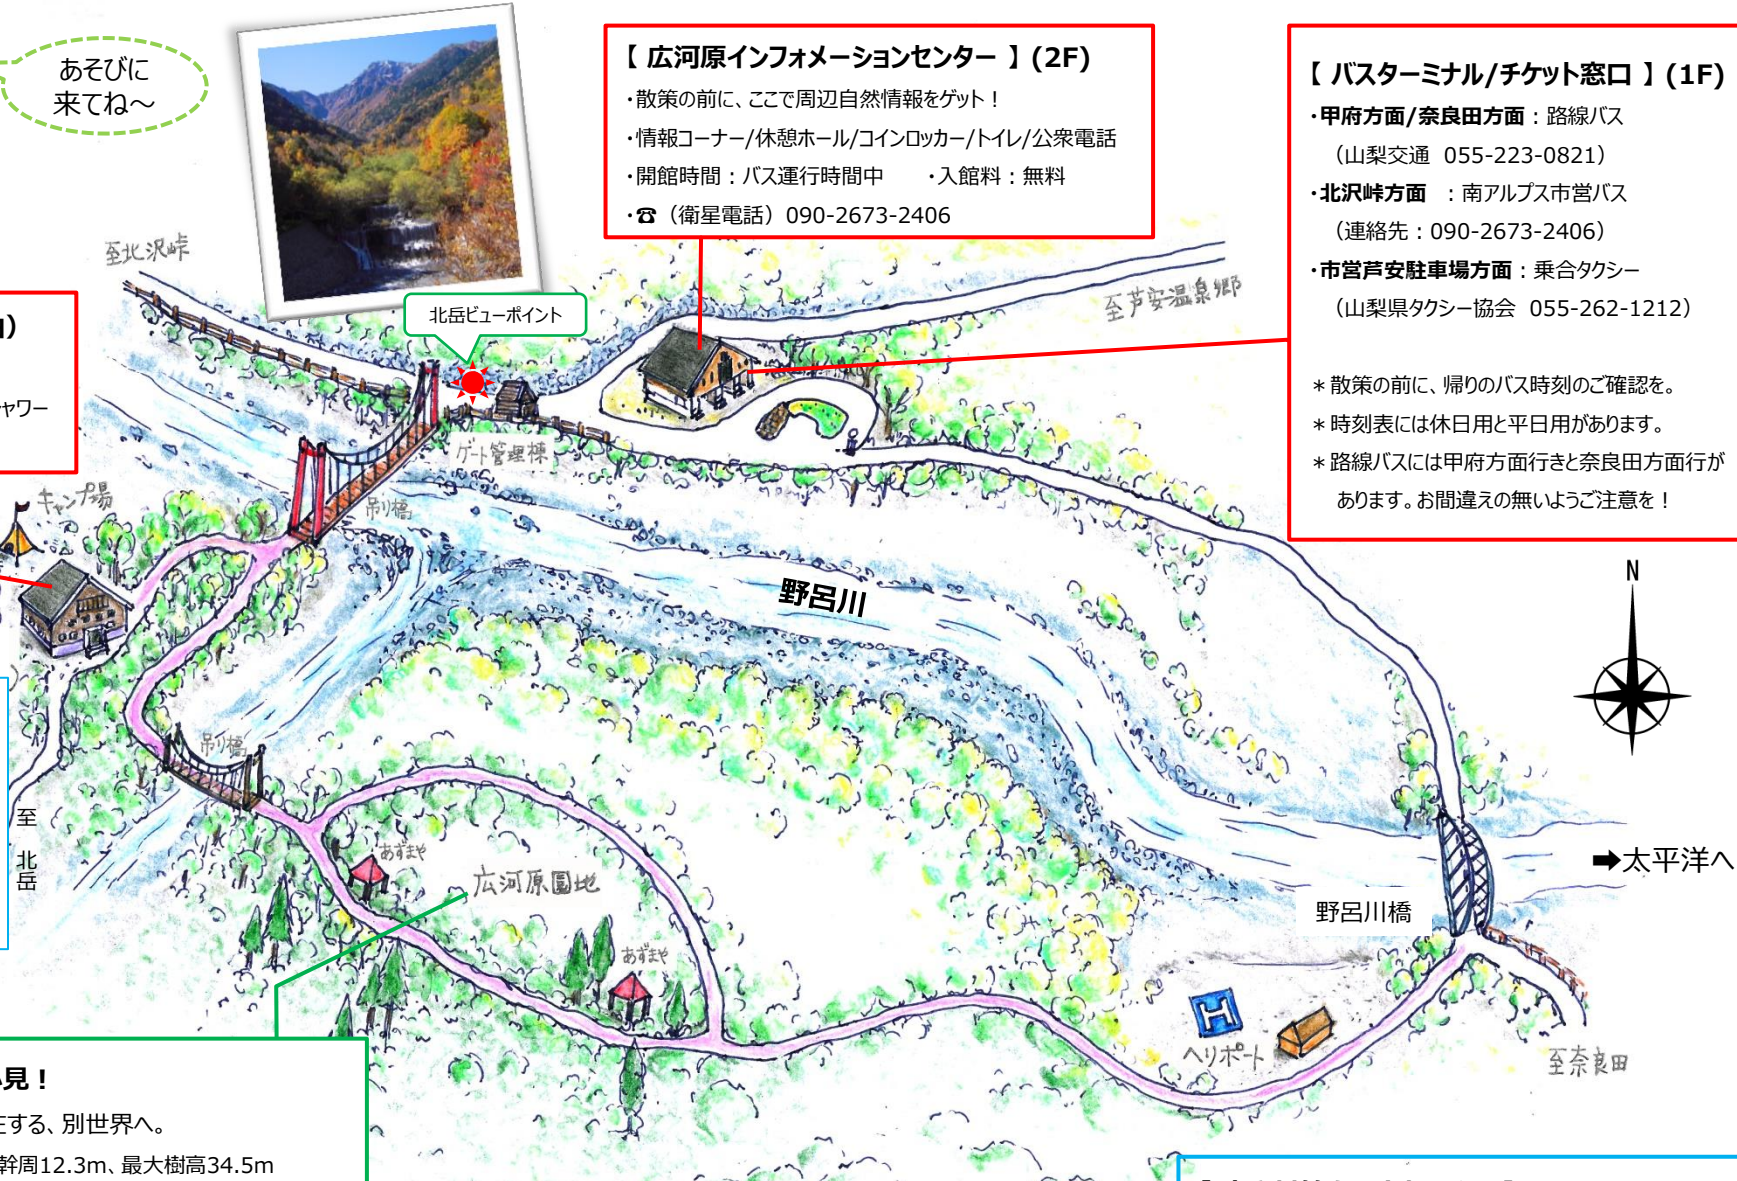 あそびに
来てね～
【 広河原インフォメーションセンター 】(2F)
・散策の前に、ここで周辺自然情報をゲット！
・情報コーナー/休憩ホール/コインロッカー/トイレ/公衆電話
・開館時間：バス運行時間中　・入館料：無料
・☎（衛星電話）090-2673-2406
【 バスターミナル/チケット窓口 】(1F)
・甲府方面/奈良田方面：路線バス
（山梨交通 055-223-0821）
・北沢峠方面 ：南アルプス市営バス
（連絡先：090-2673-2406）
・市営芦安駐車場方面：乗合タクシー
（山梨県タクシー協会 055-262-1212）
＊散策の前に、帰りのバス時刻のご確認を。
＊時刻表には休日用と平日用があります。
＊路線バスには甲府方面行きと奈良田方面行が
あります。お間違えの無いようご注意を！
至北沢峠
北岳ビューポイント
至芦安温泉郷
ャワー
ゲート管理棟
キャンプ場
吊り橋
野呂川
N
吊り橋
至北岳
あずまや
広河原園地
➡太平洋へ
野呂川橋
あずまや
H
ヘリポート
至奈良田
見！
する、別世界へ。
幹周12.3m、最大樹高34.5m